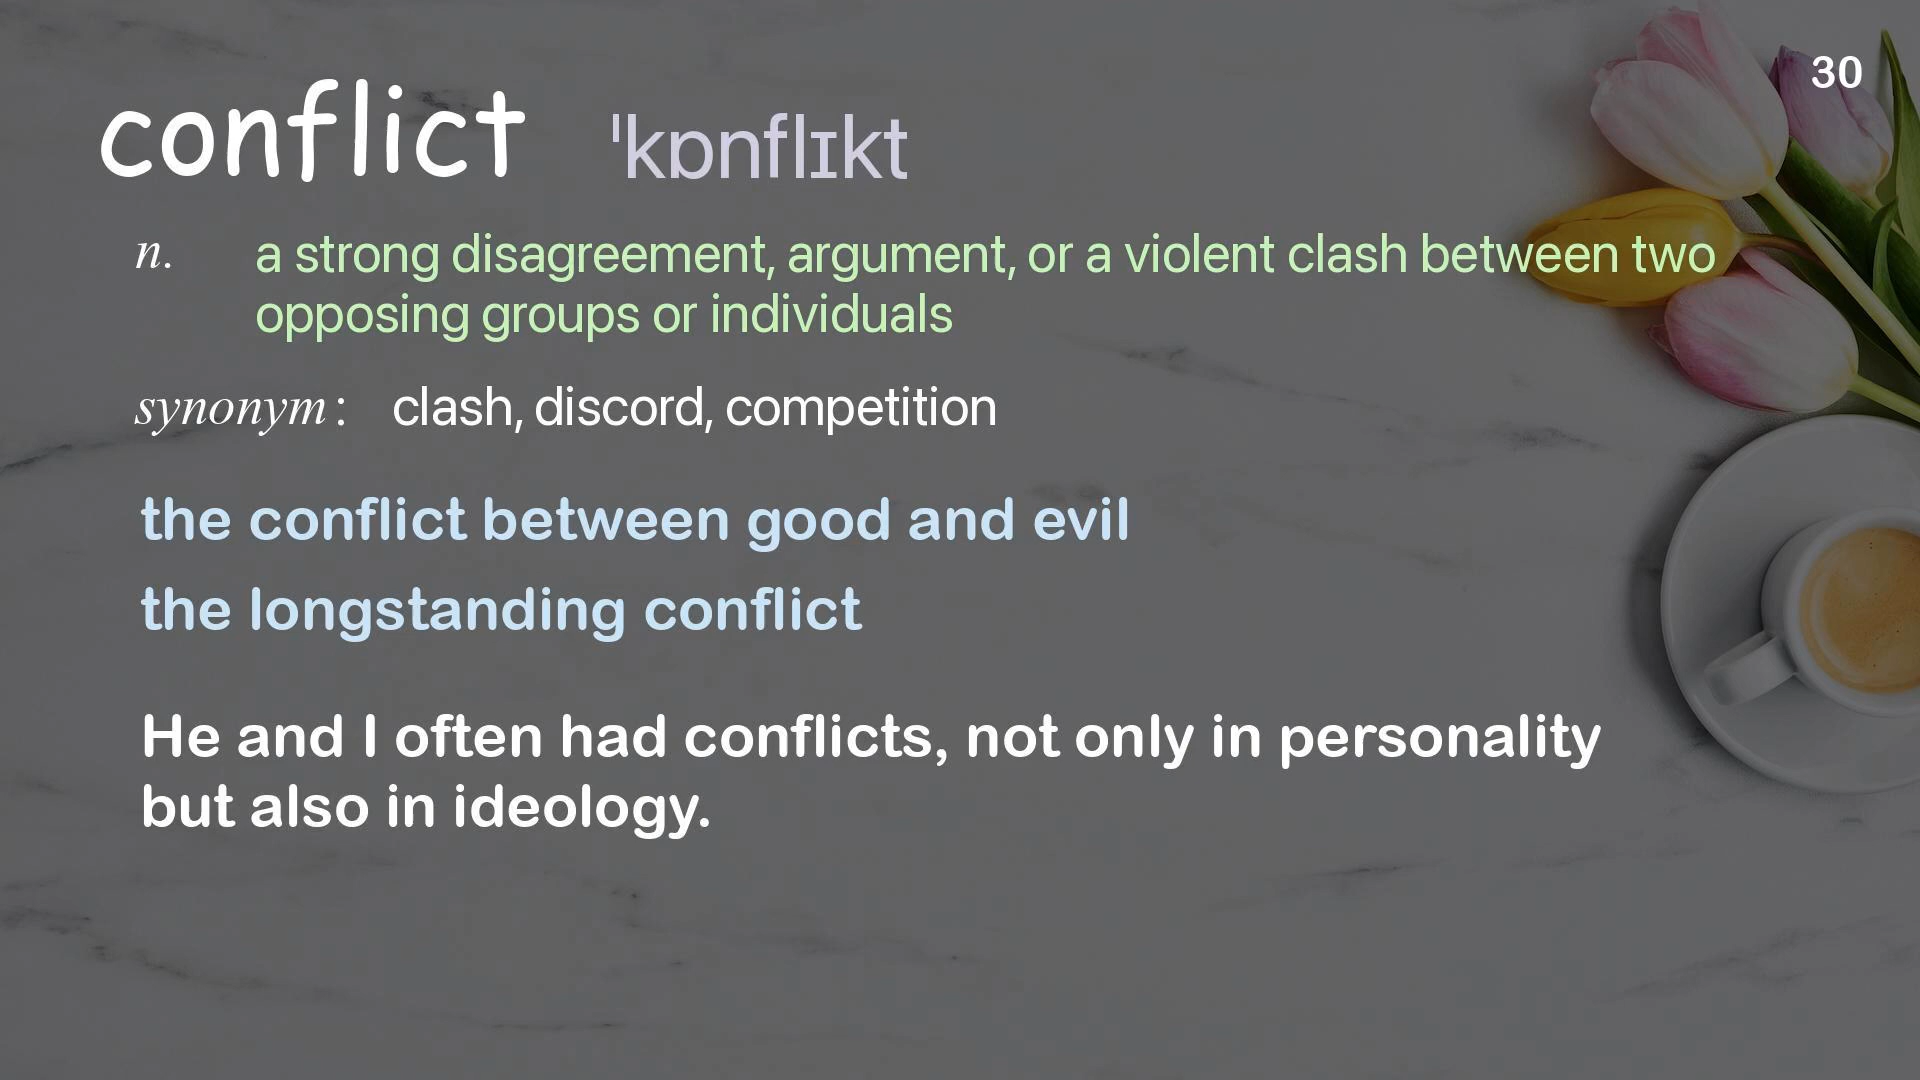 30
conflict ˈkɒnflɪkt
n. a strong disagreement, argument, or a violent clash between two
opposing groups or individuals
synonym: clash, discord, competition
the conflict between good and evil
the longstanding conflict
He and I often had conflicts, not only in personality
but also in ideology.